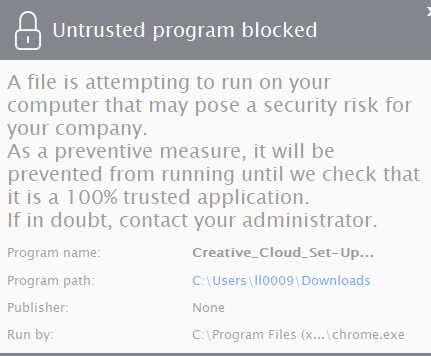 Untrusted program blocked
A file is attempting to run on your
computer that may pose a security risk for
your company.
As a preventive measure, it will be
prevented from running until we check that
it is a 100% trusted application.
If in doubt, contact your administrator.
Program name: Creative_Cloud_Set-Up...
Program path: C:\Users\ll0009\Downloads
Publisher: None
Run by: C:\Program Files (x...\chrome.exe